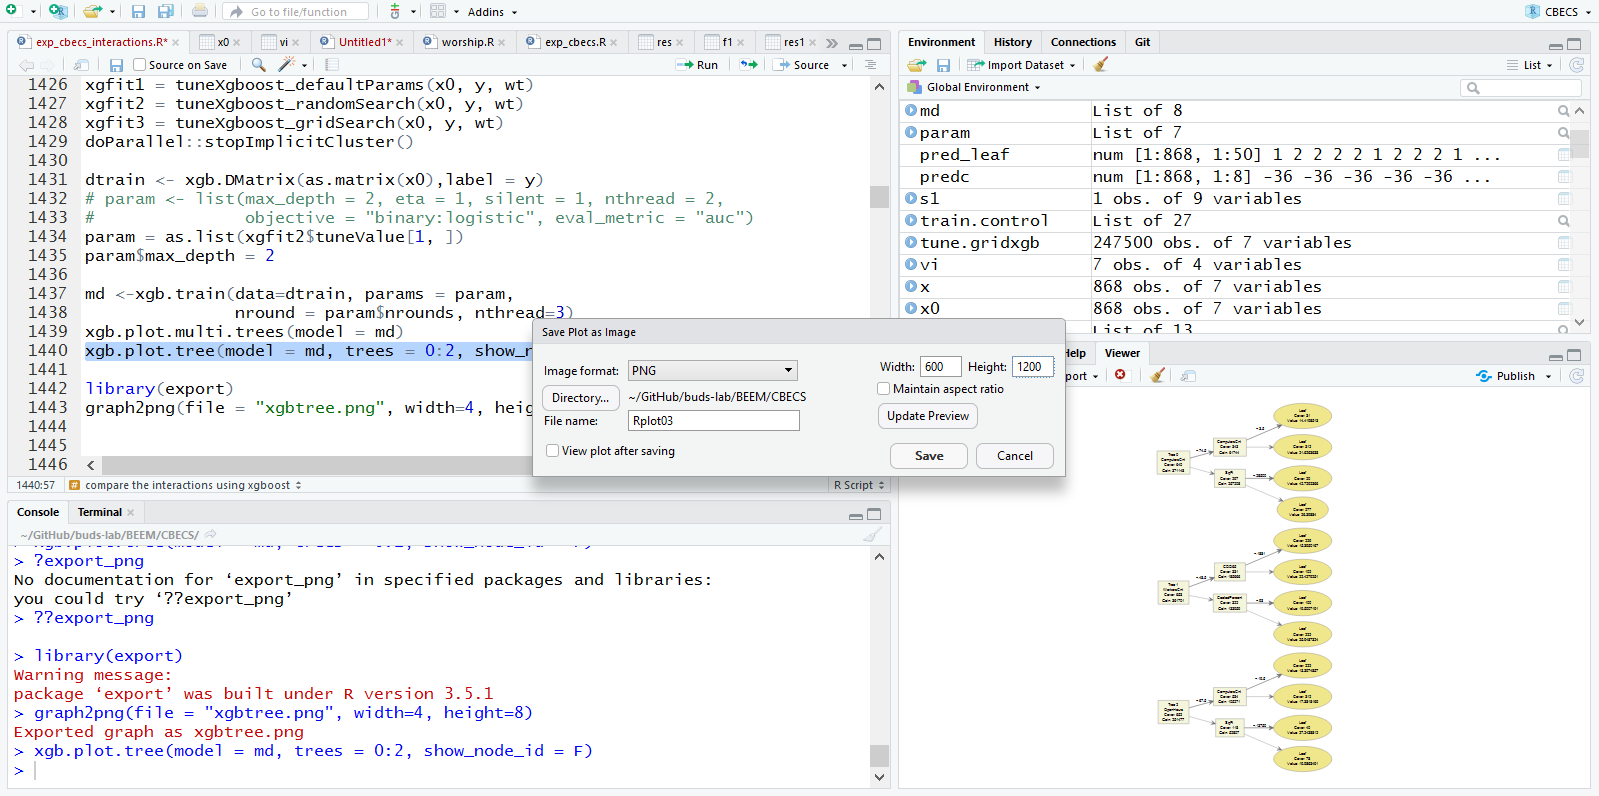 Go to file/function
Addins
CBECS
exp_cbecs_interactions.R*
x0
vi
Untitled1*
worship.R
exp_cbecs.R
res
f1
res1
Source on Save
Run
Source
1426 xgfit1 = tuneXgboost_defaultParams(x0, y, wt)
1427 xgfit2 = tuneXgboost_randomSearch(x0, y, wt)
1428 xgfit3 = tuneXgboost_gridSearch(x0, y, wt)
1429 doParallel::stopImplicitCluster()
1430
1431 dtrain <- xgb.DMatrix(as.matrix(x0),label = y)
1432 # param <- list(max_depth = 2, eta = 1, silent = 1, nthread = 2,
1433 # objective = "binary:logistic", eval_metric = "auc")
1434 param = as.list(xgfit2$tuneValue[1, ])
1435 param$max_depth = 2
1436
1437 md <-xgb.train(data=dtrain, params = param,
1438 nround = param$nrounds, nthread=3)
1439 xgb.plot.multi.trees(model = md)
1440 xgb.plot.tree(model = md, trees = 0:2, show_n
1441
1442 library(export)
1443 graph2png(file = "xgbtree.png", width=4, heig
1444
1445
1446
1440:57
compare the interactions using xgboost
R Script
Console
Terminal
~/GitHub/buds-lab/BEEM/CBECS/
> ?export_png
No documentation for ‘export_png’ in specified packages and libraries:
you could try ‘??export_png’
> ??export_png
> library(export)
Warning message:
package ‘export’ was built under R version 3.5.1
> graph2png(file = "xgbtree.png", width=4, height=8)
Exported graph as xgbtree.png
> xgb.plot.tree(model = md, trees = 0:2, show_node_id = F)
>
Environment
History
Connections
Git
Import Dataset
List
Global Environment
md List of 8
param List of 7
pred_leaf num [1:868, 1:50] 1 2 2 2 2 1 2 2 2 1 ...
predc num [1:868, 1:8] -36 -36 -36 -36 -36 ...
s1 1 obs. of 9 variables
train.control List of 27
tune.gridxgb 247500 obs. of 7 variables
vi 7 obs. of 4 variables
x 868 obs. of 7 variables
x0 868 obs. of 7 variables
List of 13
Help
Viewer
port
Publish
Save Plot as Image
Image format:
PNG
Directory...
~/GitHub/buds-lab/BEEM/CBECS
File name:
Rplot03
View plot after saving
Width:
600
Height:
1200
Maintain aspect ratio
Update Preview
Save
Cancel